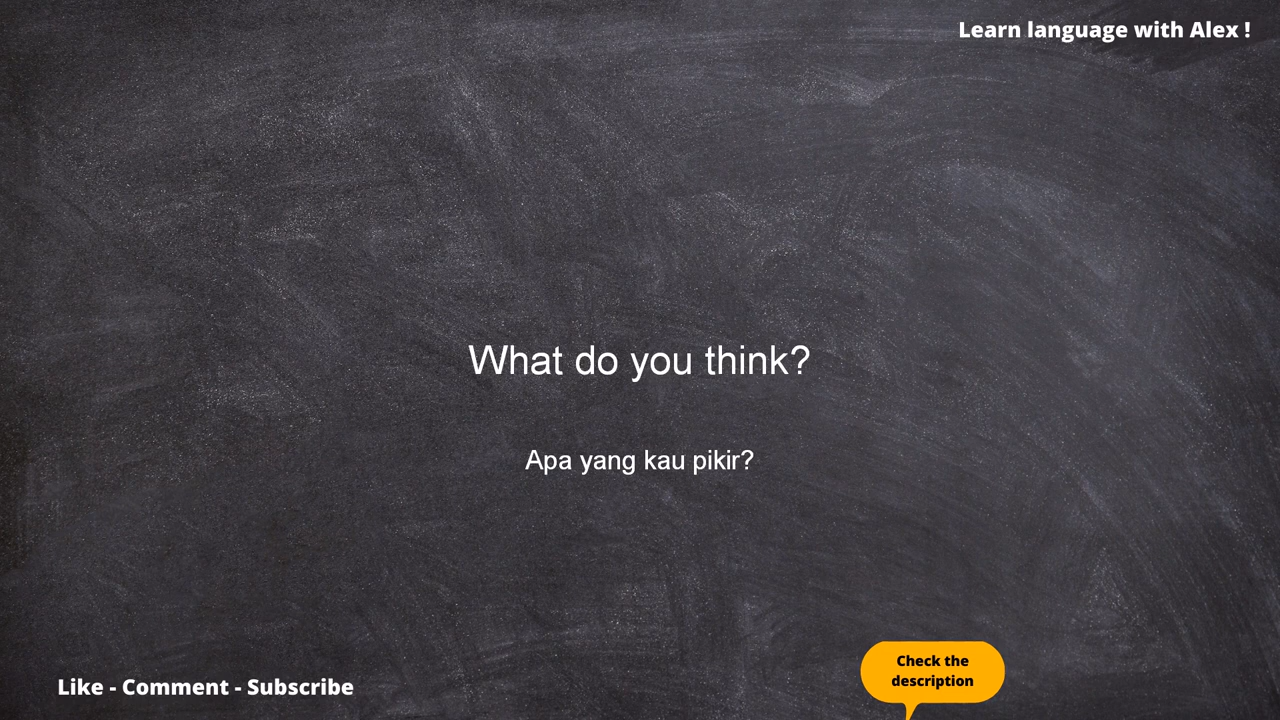 Learn language with Alex !
What do you think?
Apa yang kau pikir?
Check the
description
Like - Comment - Subscribe